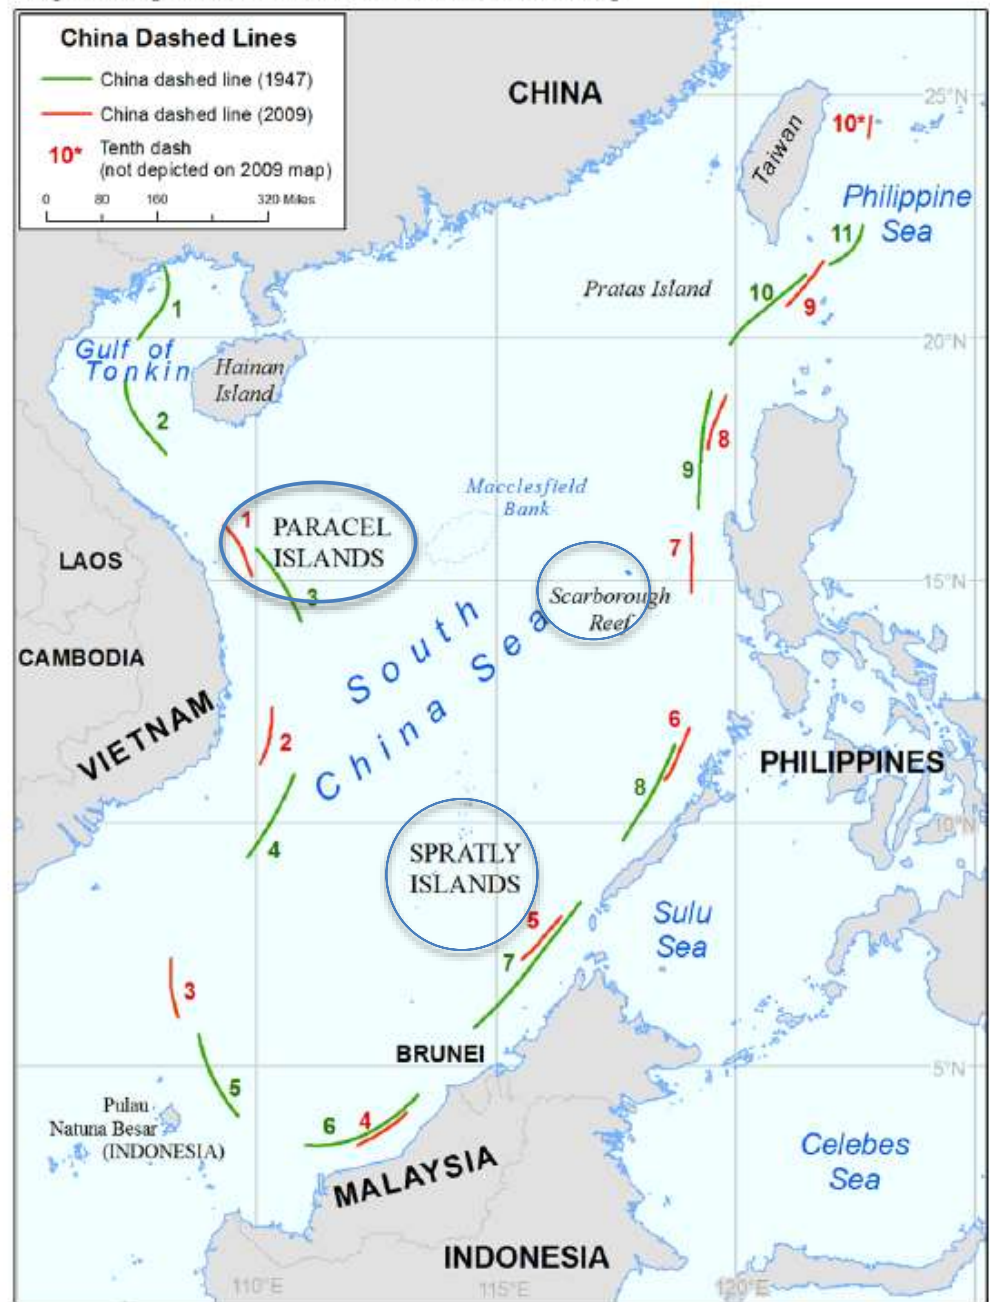 China Dashed Lines
China dashed line (1947)
China dashed line (2009)
10* Tenth dash
(not depicted on 2009 map)
0 80 160 320 Miles
CHINA
25°N
10*
Taiwan
Philippine
Sea
11
Pratas Island
10
9
1
20°N
Gulf of
Tonkin
Hainan
Island
2
8
9
Macclesfield
Bank
1
PARACEL
ISLANDS
7
LAOS
15°N
3
Scarborough
Reef
South
China Sea
CAMBODIA
VIETNAM
2
6
PHILIPPINES
8
10°N
4
SPRATLY
ISLANDS
5
Sulu
Sea
7
3
BRUNEI
5°N
5
Pulau
Natuna Besar
(INDONESIA)
6
4
Celebes
Sea
MALAYSIA
INDONESIA
110°E
115°E
120°E